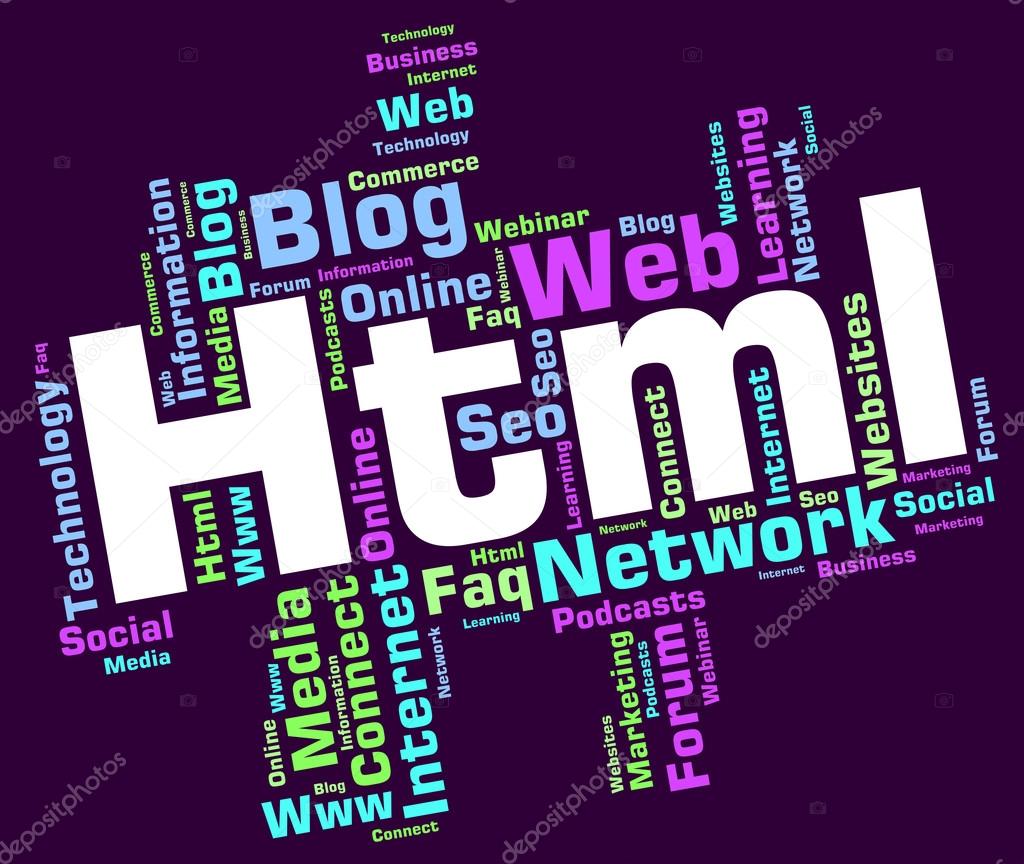 Technology
Business
Internet
Web
Technology
Commerce
Blog
Webinar
Blog
Web
Websites
Learning
Network
Social
Commerce
Information
Commerce
Blog
Business
Forum
Information
Online
Webinar
Faq
Podcasts
Media
Web
Faq
Technology
Html
Seo
Seo
Websites
Forum
Html
Www
Online
Learning
Connect
Internet
Marketing
Network
Web
Seo
Social
Marketing
Html
Network
Internet
Business
Faq
Learning
Podcasts
Social
Media
Media
Connect
Internet
Network
Www
Information
Online
Blog
Www
Connect
Websites
Marketing
Podcasts
Forum
Webinar
depositphotos
depositphotos
depositphotos
depositphotos
depositphotos
depositphotos
depositphotos